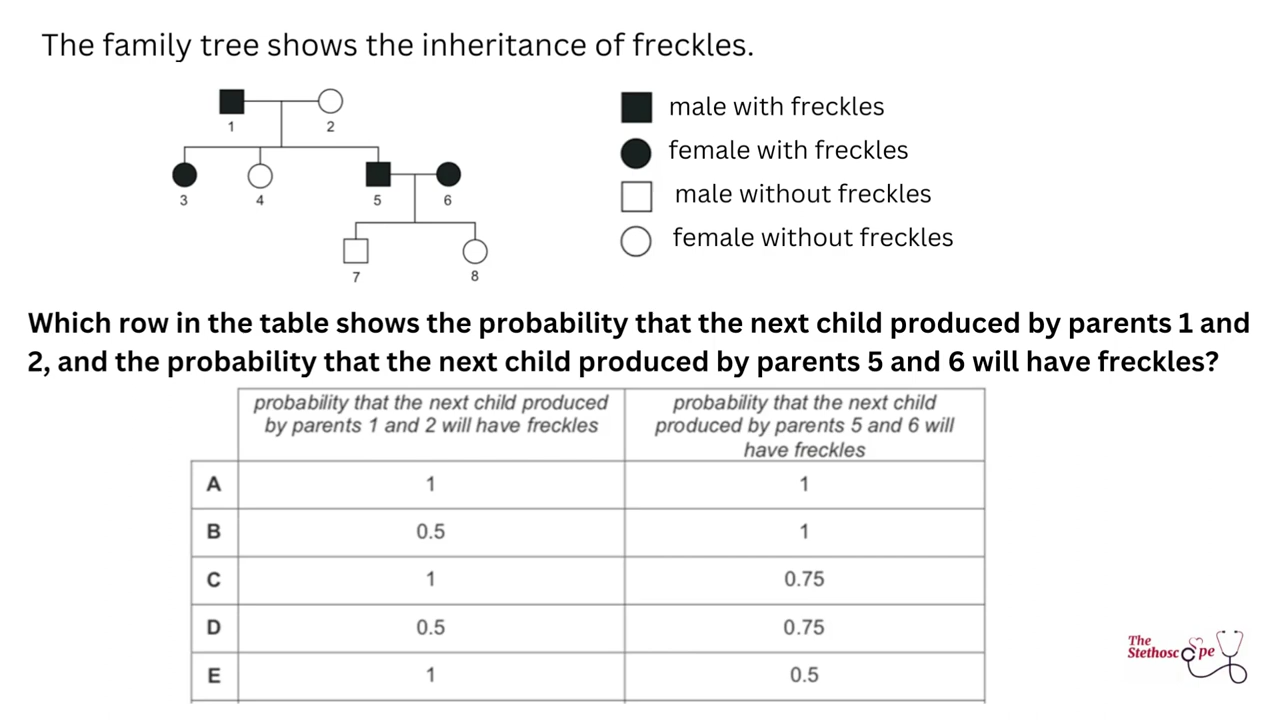 The family tree shows the inheritance of freckles.
1
2
3
4
5
6
7
8
male with freckles
female with freckles
male without freckles
female without freckles
Which row in the table shows the probability that the next child produced by parents 1 and
2, and the probability that the next child produced by parents 5 and 6 will have freckles?
probability that the next child produced
by parents 1 and 2 will have freckles
probability that the next child
produced by parents 5 and 6 will
have freckles
A 1 1
B 0.5 1
C 1 0.75
D 0.5 0.75
E 1 0.5
The
Stethoscope